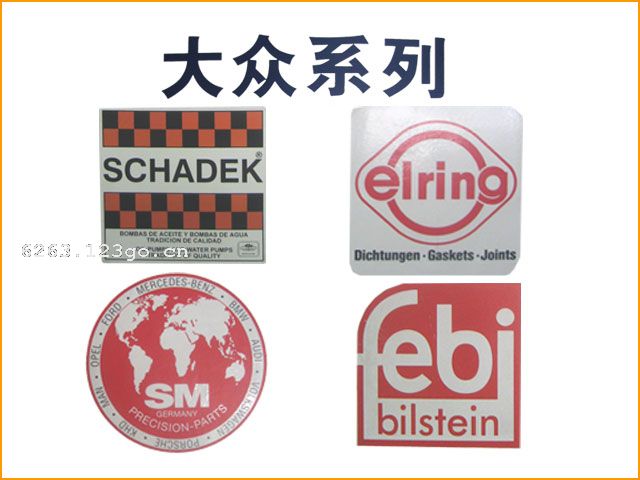 大众系列
SCHADEK®
BOMBAS DE ACEITE Y BOMBAS DE AGUA
TRADICION DE CALIDAD
WATER PUMPS
QUALITY
6263.123go.cn
elring
Dichtungen · Gaskets · Joints
KHD · MAN · OPEL · FORD · MERCEDES-BENZ · BMW · AUDI · VOLKSWAGEN · PORSCHE
SM
GERMANY
PRECISION-PARTS
febi
bilstein